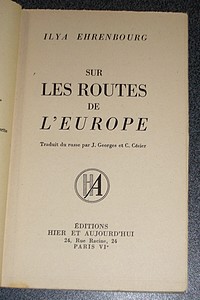 ILYA EHRENBOURG
SUR
LES ROUTES
DE
L'EUROPE
Traduit du russe par J. Georges et C. Cézier
HA
ÉDITIONS
HIER ET AUJOURD'HUI
24, Rue Racine, 24
PARIS VIe